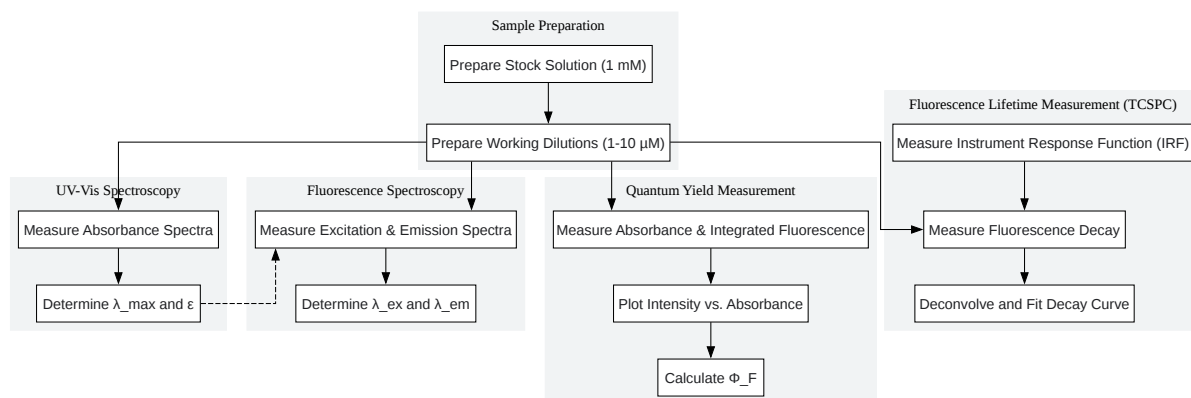 Sample Preparation
Prepare Stock Solution (1 mM)
Prepare Working Dilutions (1-10 µM)
UV-Vis Spectroscopy
Measure Absorbance Spectra
Determine λ_max and ε
Fluorescence Spectroscopy
Measure Excitation & Emission Spectra
Determine λ_ex and λ_em
Quantum Yield Measurement
Measure Absorbance & Integrated Fluorescence
Plot Intensity vs. Absorbance
Calculate Φ_F
Fluorescence Lifetime Measurement (TCSPC)
Measure Instrument Response Function (IRF)
Measure Fluorescence Decay
Deconvolve and Fit Decay Curve